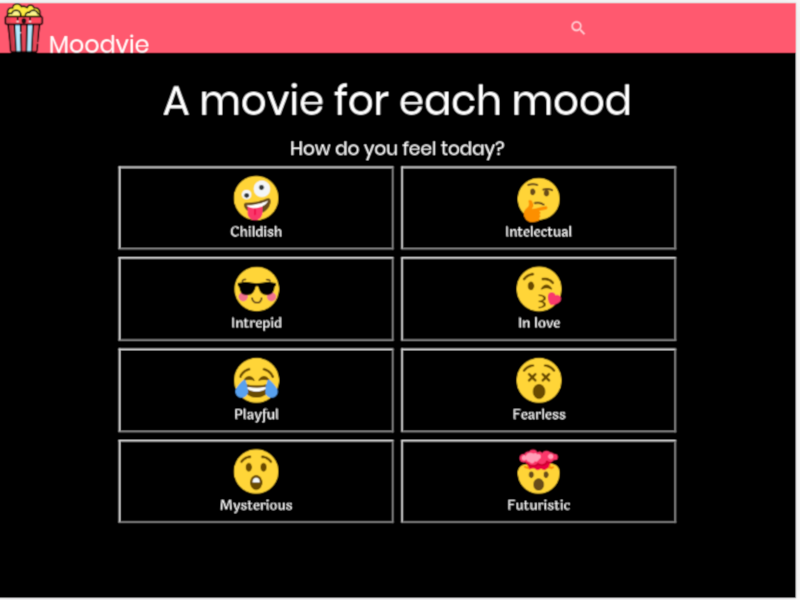 Moodvie
A movie for each mood
How do you feel today?
Childish
Intelectual
Intrepid
In love
Playful
Fearless
Mysterious
Futuristic